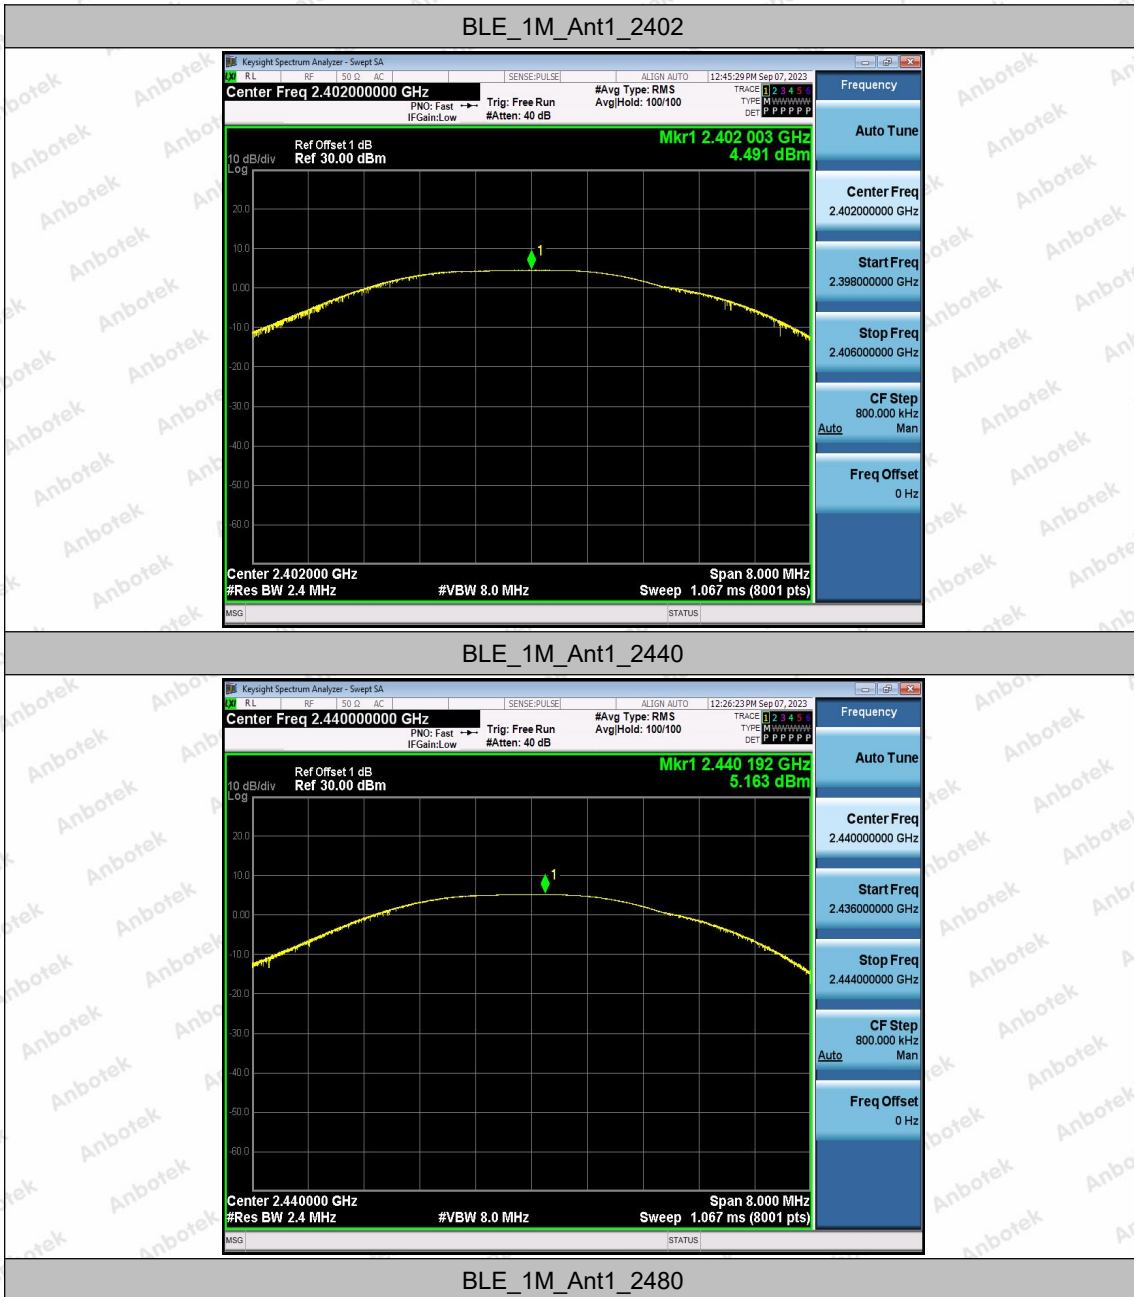 BLE_1M_Ant1_2402
Keysight Spectrum Analyzer - Swept SA
LXI RL RF 50 Ω AC SENSE:PULSE ALIGN AUTO 12:45:29 PM Sep 07, 2023
Center Freq 2.402000000 GHz
PNO: Fast
IFGain:Low
Trig: Free Run
#Atten: 40 dB
#Avg Type: RMS
Avg|Hold: 100/100
TRACE 1 2 3 4 5 6
TYPE M WWWWW
DET P P P P P P
Frequency
Auto Tune
Center Freq
2.402000000 GHz
Start Freq
2.398000000 GHz
Stop Freq
2.406000000 GHz
CF Step
800.000 kHz
Auto Man
Freq Offset
0 Hz
Mkr1 2.402 003 GHz
4.491 dBm
Ref Offset 1 dB
10 dB/div Ref 30.00 dBm
Log
20.0
10.0
0.00
-10.0
-20.0
-30.0
-40.0
-50.0
-60.0
1
Center 2.402000 GHz Span 8.000 MHz
#Res BW 2.4 MHz #VBW 8.0 MHz Sweep 1.067 ms (8001 pts)
MSG STATUS
BLE_1M_Ant1_2440
Keysight Spectrum Analyzer - Swept SA
LXI RL RF 50 Ω AC SENSE:PULSE ALIGN AUTO 12:26:23 PM Sep 07, 2023
Center Freq 2.440000000 GHz
PNO: Fast
IFGain:Low
Trig: Free Run
#Atten: 40 dB
#Avg Type: RMS
Avg|Hold: 100/100
TRACE 1 2 3 4 5 6
TYPE M WWWWW
DET P P P P P P
Frequency
Auto Tune
Center Freq
2.440000000 GHz
Start Freq
2.436000000 GHz
Stop Freq
2.444000000 GHz
CF Step
800.000 kHz
Auto Man
Freq Offset
0 Hz
Mkr1 2.440 192 GHz
5.163 dBm
Ref Offset 1 dB
10 dB/div Ref 30.00 dBm
Log
20.0
10.0
0.00
-10.0
-20.0
-30.0
-40.0
-50.0
-60.0
1
Center 2.440000 GHz Span 8.000 MHz
#Res BW 2.4 MHz #VBW 8.0 MHz Sweep 1.067 ms (8001 pts)
MSG STATUS
BLE_1M_Ant1_2480
Anbotek